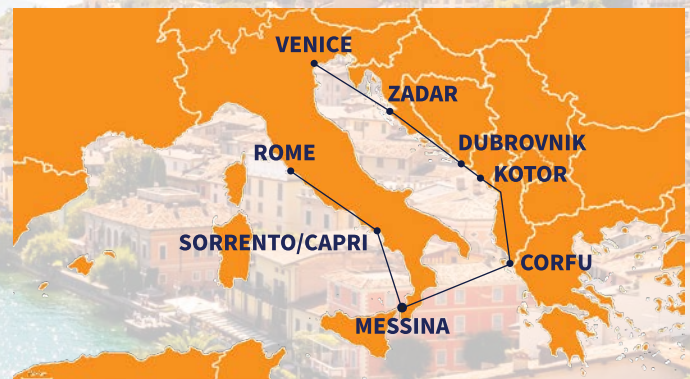 VENICE
ZADAR
DUBROVNIK
ROME
KOTOR
SORRENTO/CAPRI
CORFU
MESSINA